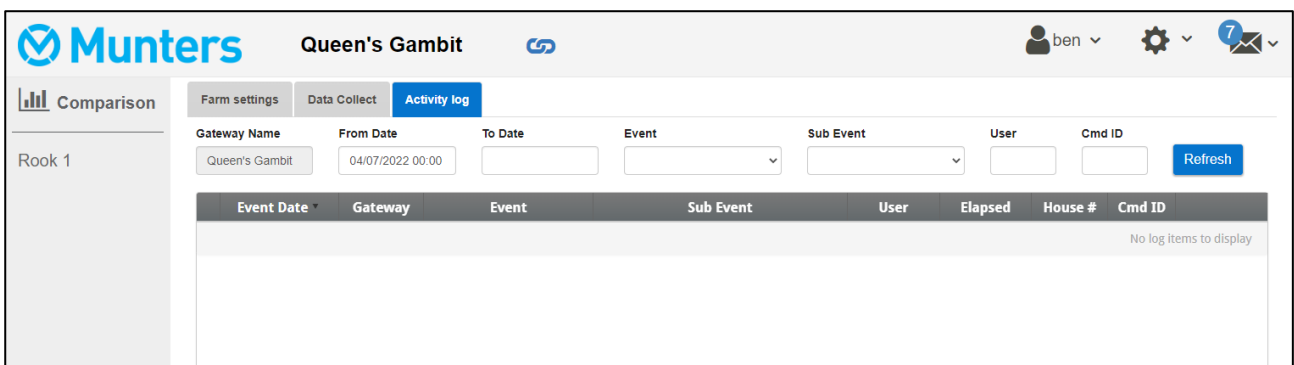 Munters Queen's Gambit ben 7
Comparison Farm settings Data Collect Activity log
Gateway Name From Date To Date Event Sub Event User Cmd ID
Rook 1 Queen's Gambit 04/07/2022 00:00 Refresh
Event Date Gateway Event Sub Event User Elapsed House # Cmd ID
No log items to display